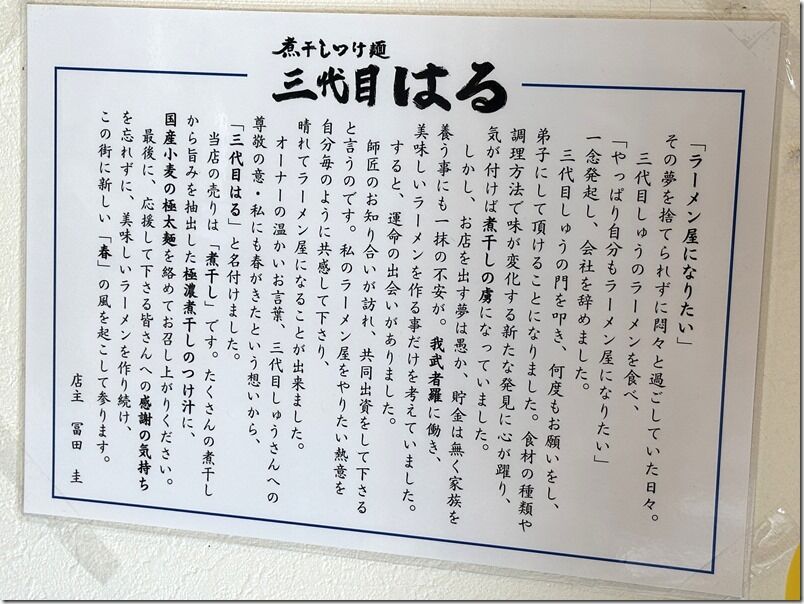 煮干しつけ麺
三代目はる
「ラーメン屋になりたい」
その夢を捨てられずに悶々と過ごしていた日々。
三代目しゅうのラーメンを食べ、
「やっぱり自分もラーメン屋になりたい」
一念発起し、会社を辞めました。
三代目しゅうの門を叩き、何度もお願いをし、
弟子にして頂けることになりました。食材の種類や
調理方法で味が変化する新たな発見に心が躍り、
気が付けば煮干しの虜になっていました。
しかし、お店を出す夢は愚か、貯金は無く家族を
養う事にも一抹の不安が。我武者羅に働き、
美味しいラーメンを作る事だけを考えていました。
すると、運命の出会いがありました。
師匠のお知り合いが訪れ、共同出資をして下さる
と言うのです。私のラーメン屋をやりたい熱意を
自分毎のように共感して下さり、
晴れてラーメン屋になることが出来ました。
オーナーの温かいお言葉、三代目しゅうさんへの
尊敬の意・私にも春がきたという想いから、
「三代目はる」と名付けました。
当店の売りは「煮干し」です。たくさんの煮干し
から旨みを抽出した極濃煮干しのつけ汁に、
国産小麦の極太麺を絡めてお召し上がりください。
最後に、応援して下さる皆さんへの感謝の気持ち
を忘れずに、美味しいラーメンを作り続け、
この街に新しい「春」の風を起こして参ります。
店主 冨田 圭